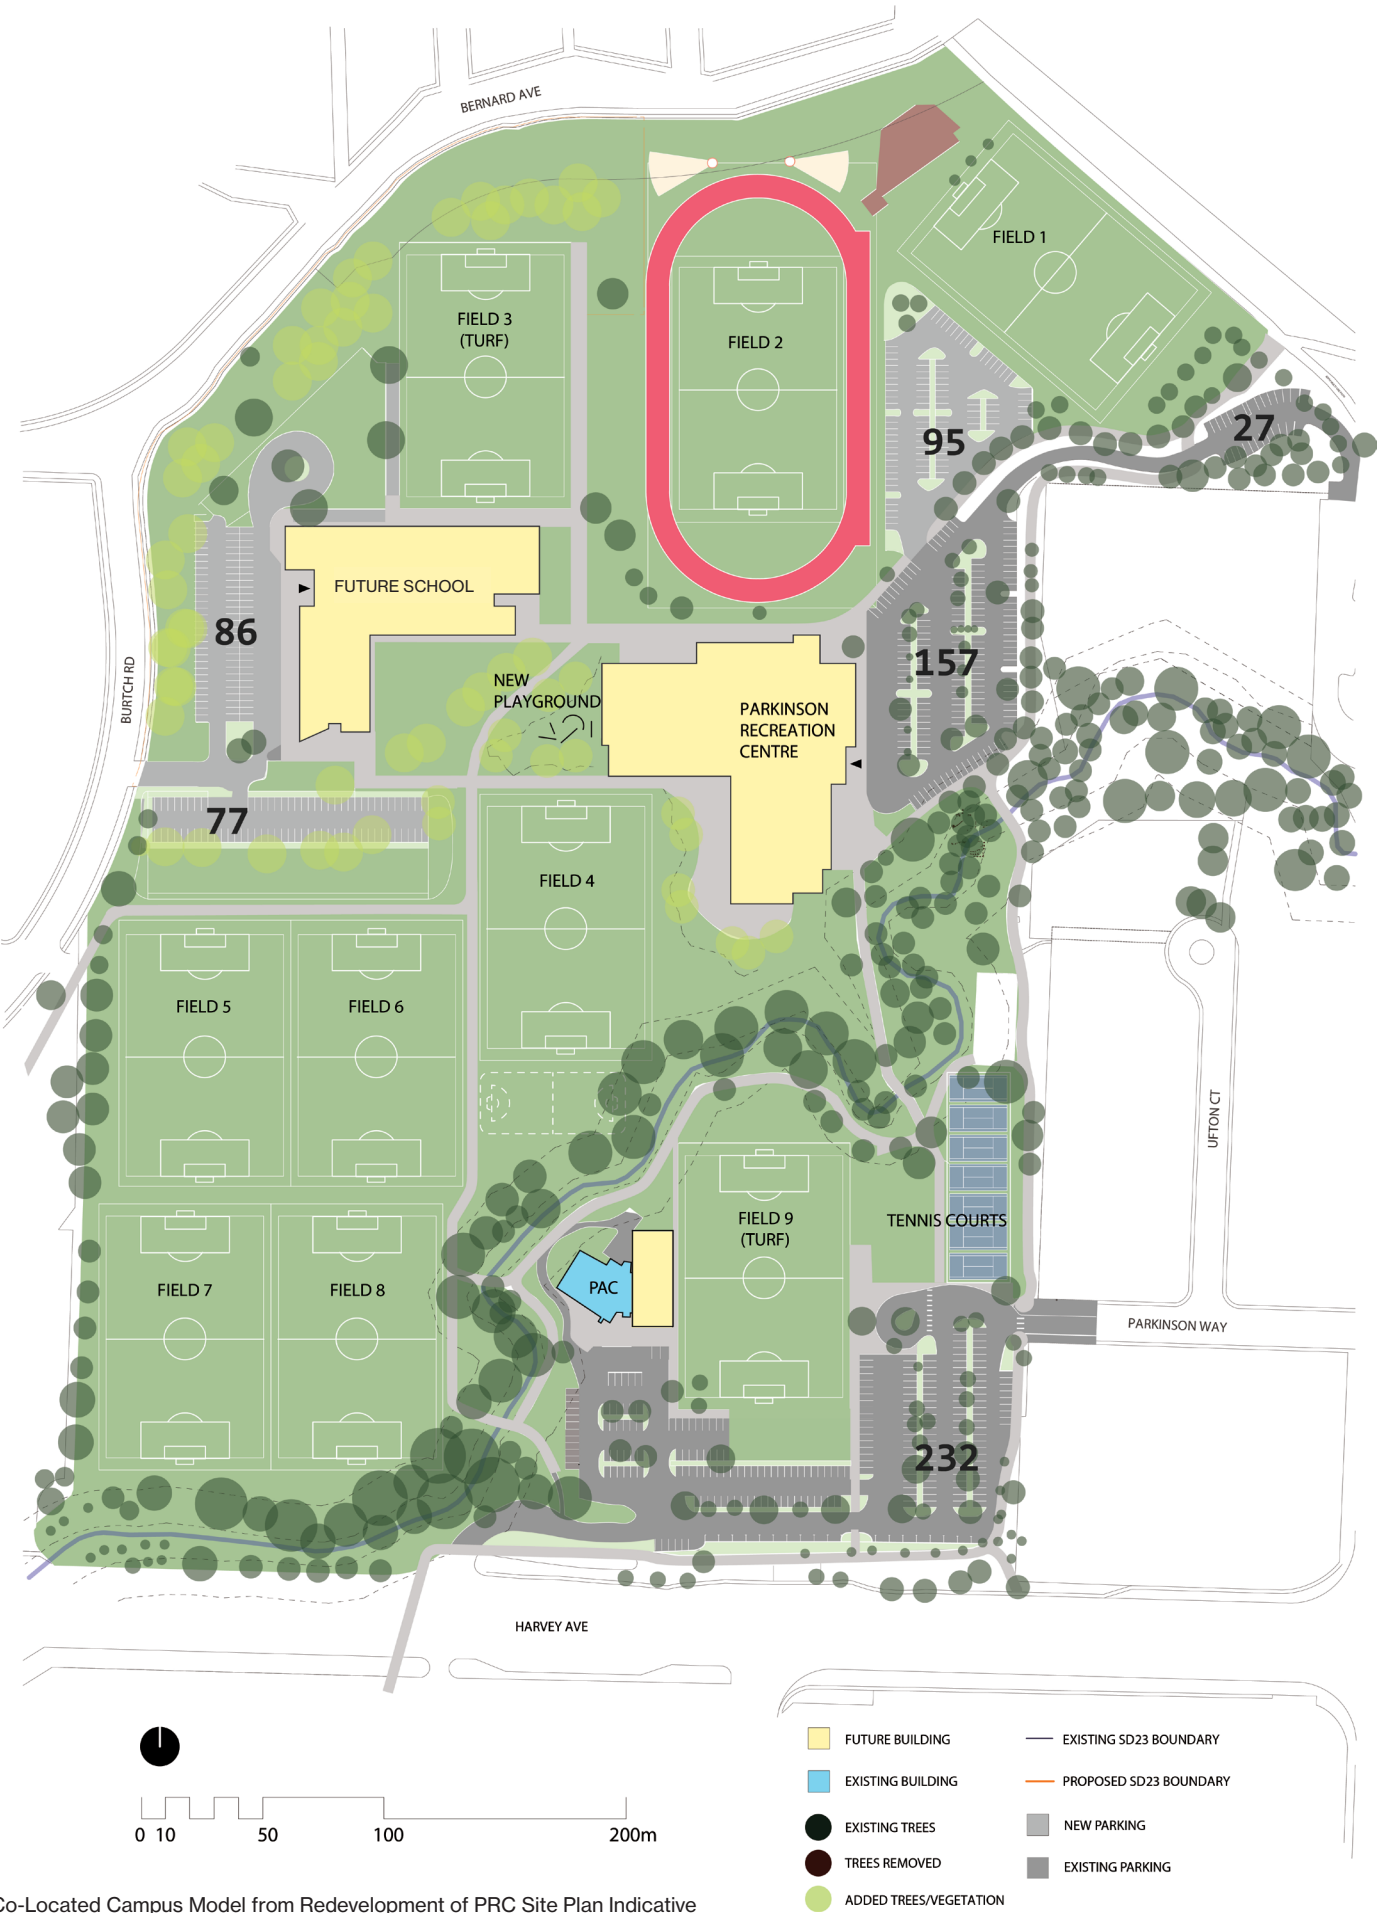 BERNARD AVE
FIELD 1
FIELD 3
(TURF)
FIELD 2
95
27
FUTURE SCHOOL
86
157
BURTCH RD
NEW
PLAYGROUND
PARKINSON
RECREATION
CENTRE
77
FIELD 4
FIELD 5
FIELD 6
UFTON CT
FIELD 9
(TURF)
TENNIS COURTS
FIELD 7
FIELD 8
PAC
PARKINSON WAY
232
HARVEY AVE
0 10 50 100 200m
FUTURE BUILDING
EXISTING BUILDING
EXISTING TREES
TREES REMOVED
ADDED TREES/VEGETATION
EXISTING SD23 BOUNDARY
PROPOSED SD23 BOUNDARY
NEW PARKING
EXISTING PARKING
Co-Located Campus Model from Redevelopment of PRC Site Plan Indicative